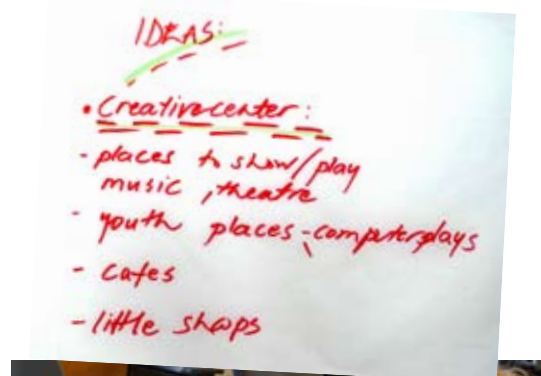 IDEAS:
• Creativecenter:
- places to show/play
music, theatre
- youth places - computerplays
- cafes
- little shops